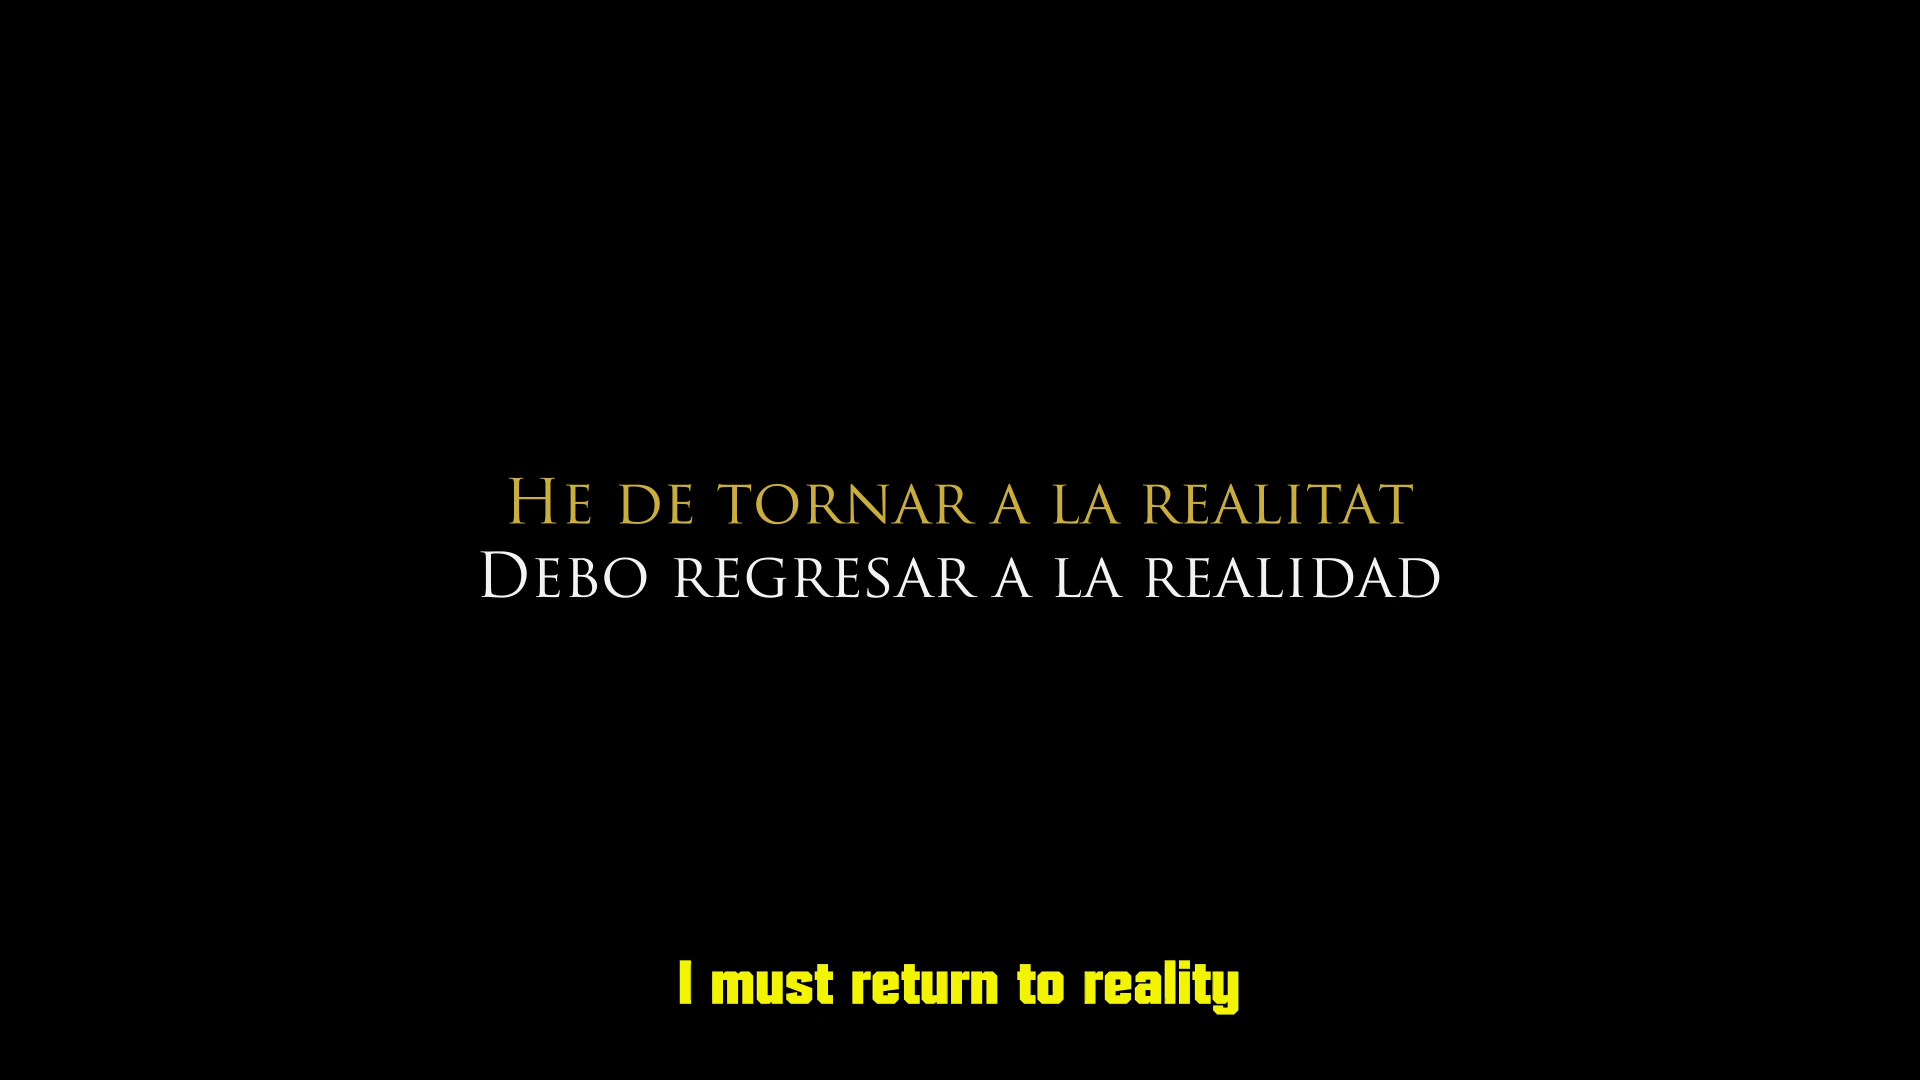 He de tornar a la realitat
Debo regresar a la realidad
I must return to reality